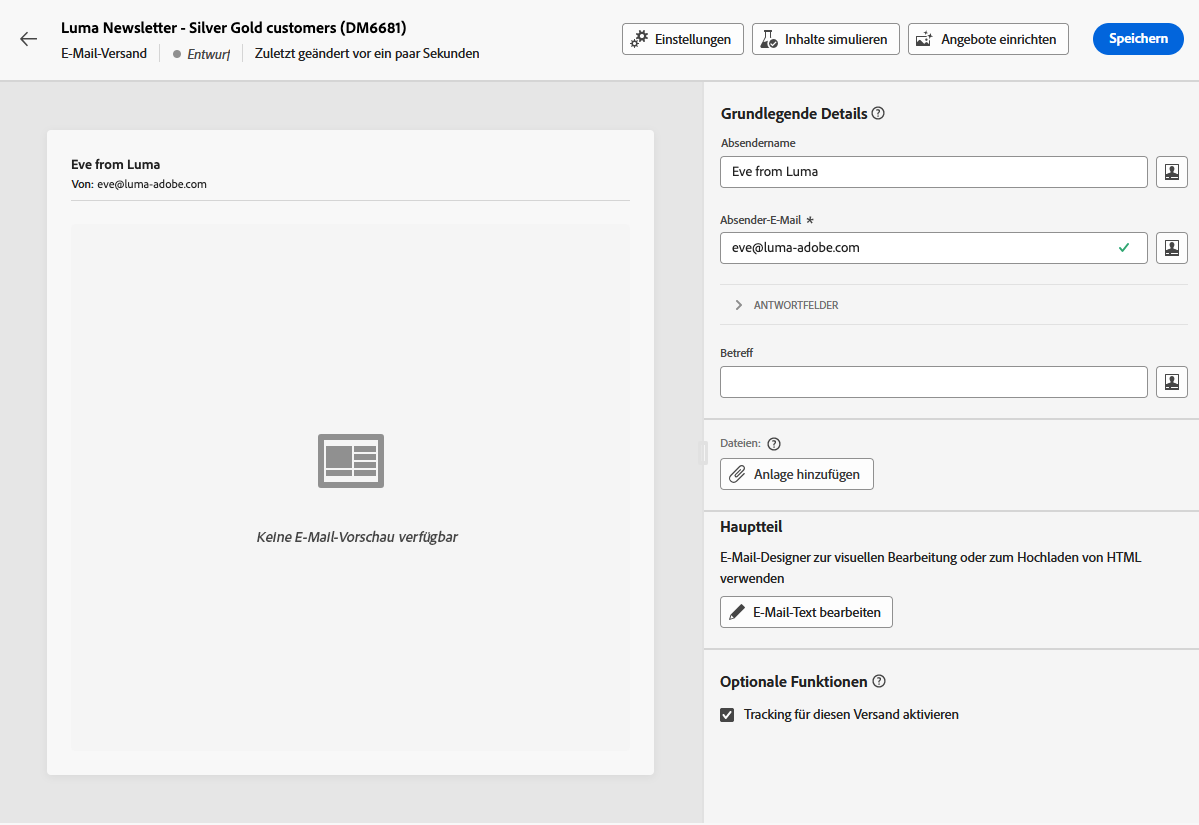 Luma Newsletter - Silver Gold customers (DM6681)
E-Mail-Versand
Entwurf
Zuletzt geändert vor ein paar Sekunden
Einstellungen
Inhalte simulieren
Angebote einrichten
Speichern
Eve from Luma
Von: eve@luma-adobe.com
Keine E-Mail-Vorschau verfügbar
Grundlegende Details
Absendername
Eve from Luma
Absender-E-Mail *
eve@luma-adobe.com
ANTWORTFELDER
Betreff
Dateien:
Anlage hinzufügen
Hauptteil
E-Mail-Designer zur visuellen Bearbeitung oder zum Hochladen von HTML
verwenden
E-Mail-Text bearbeiten
Optionale Funktionen
Tracking für diesen Versand aktivieren